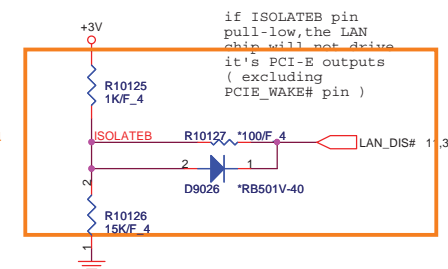 if ISOLATEB pin
pull-low,the LAN
chip will not drive
it's PCI-E outputs
( excluding
PCIE_WAKE# pin )
+3V
R10125
1K/F_4
ISOLATEB
R10127
*100/F_4
LAN_DIS#
2
1
D9026
*RB501V-40
2
R10126
15K/F_4
1